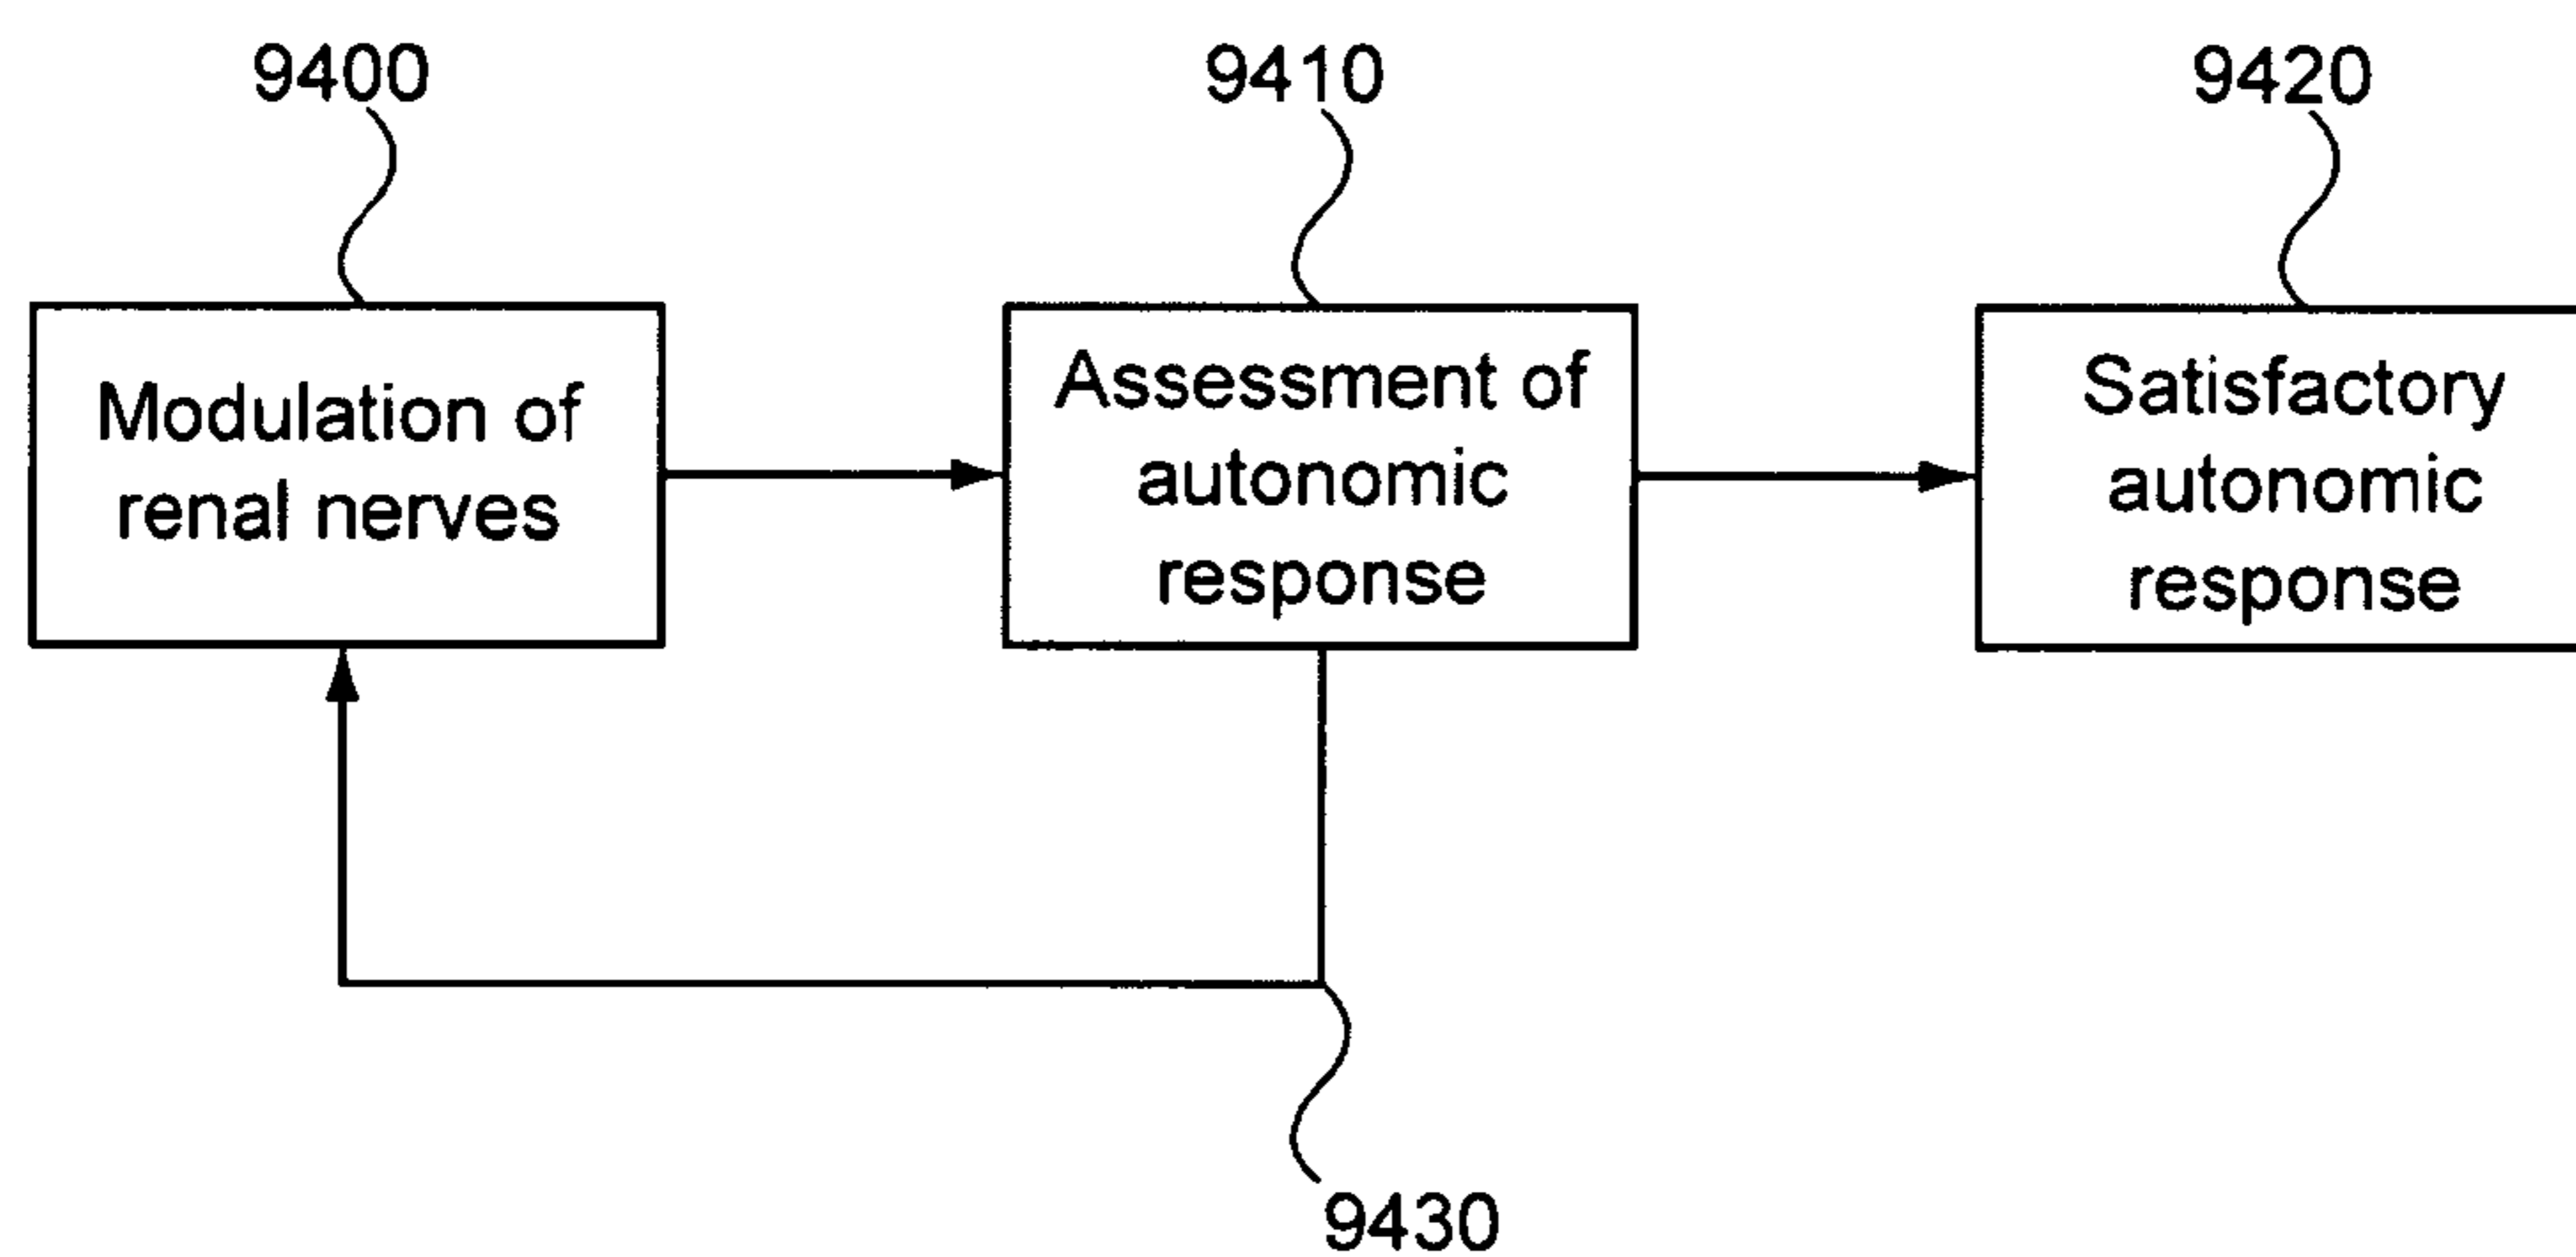 9400
9410
9420
Modulation of
renal nerves
Assessment of
autonomic
response
Satisfactory
autonomic
response
9430